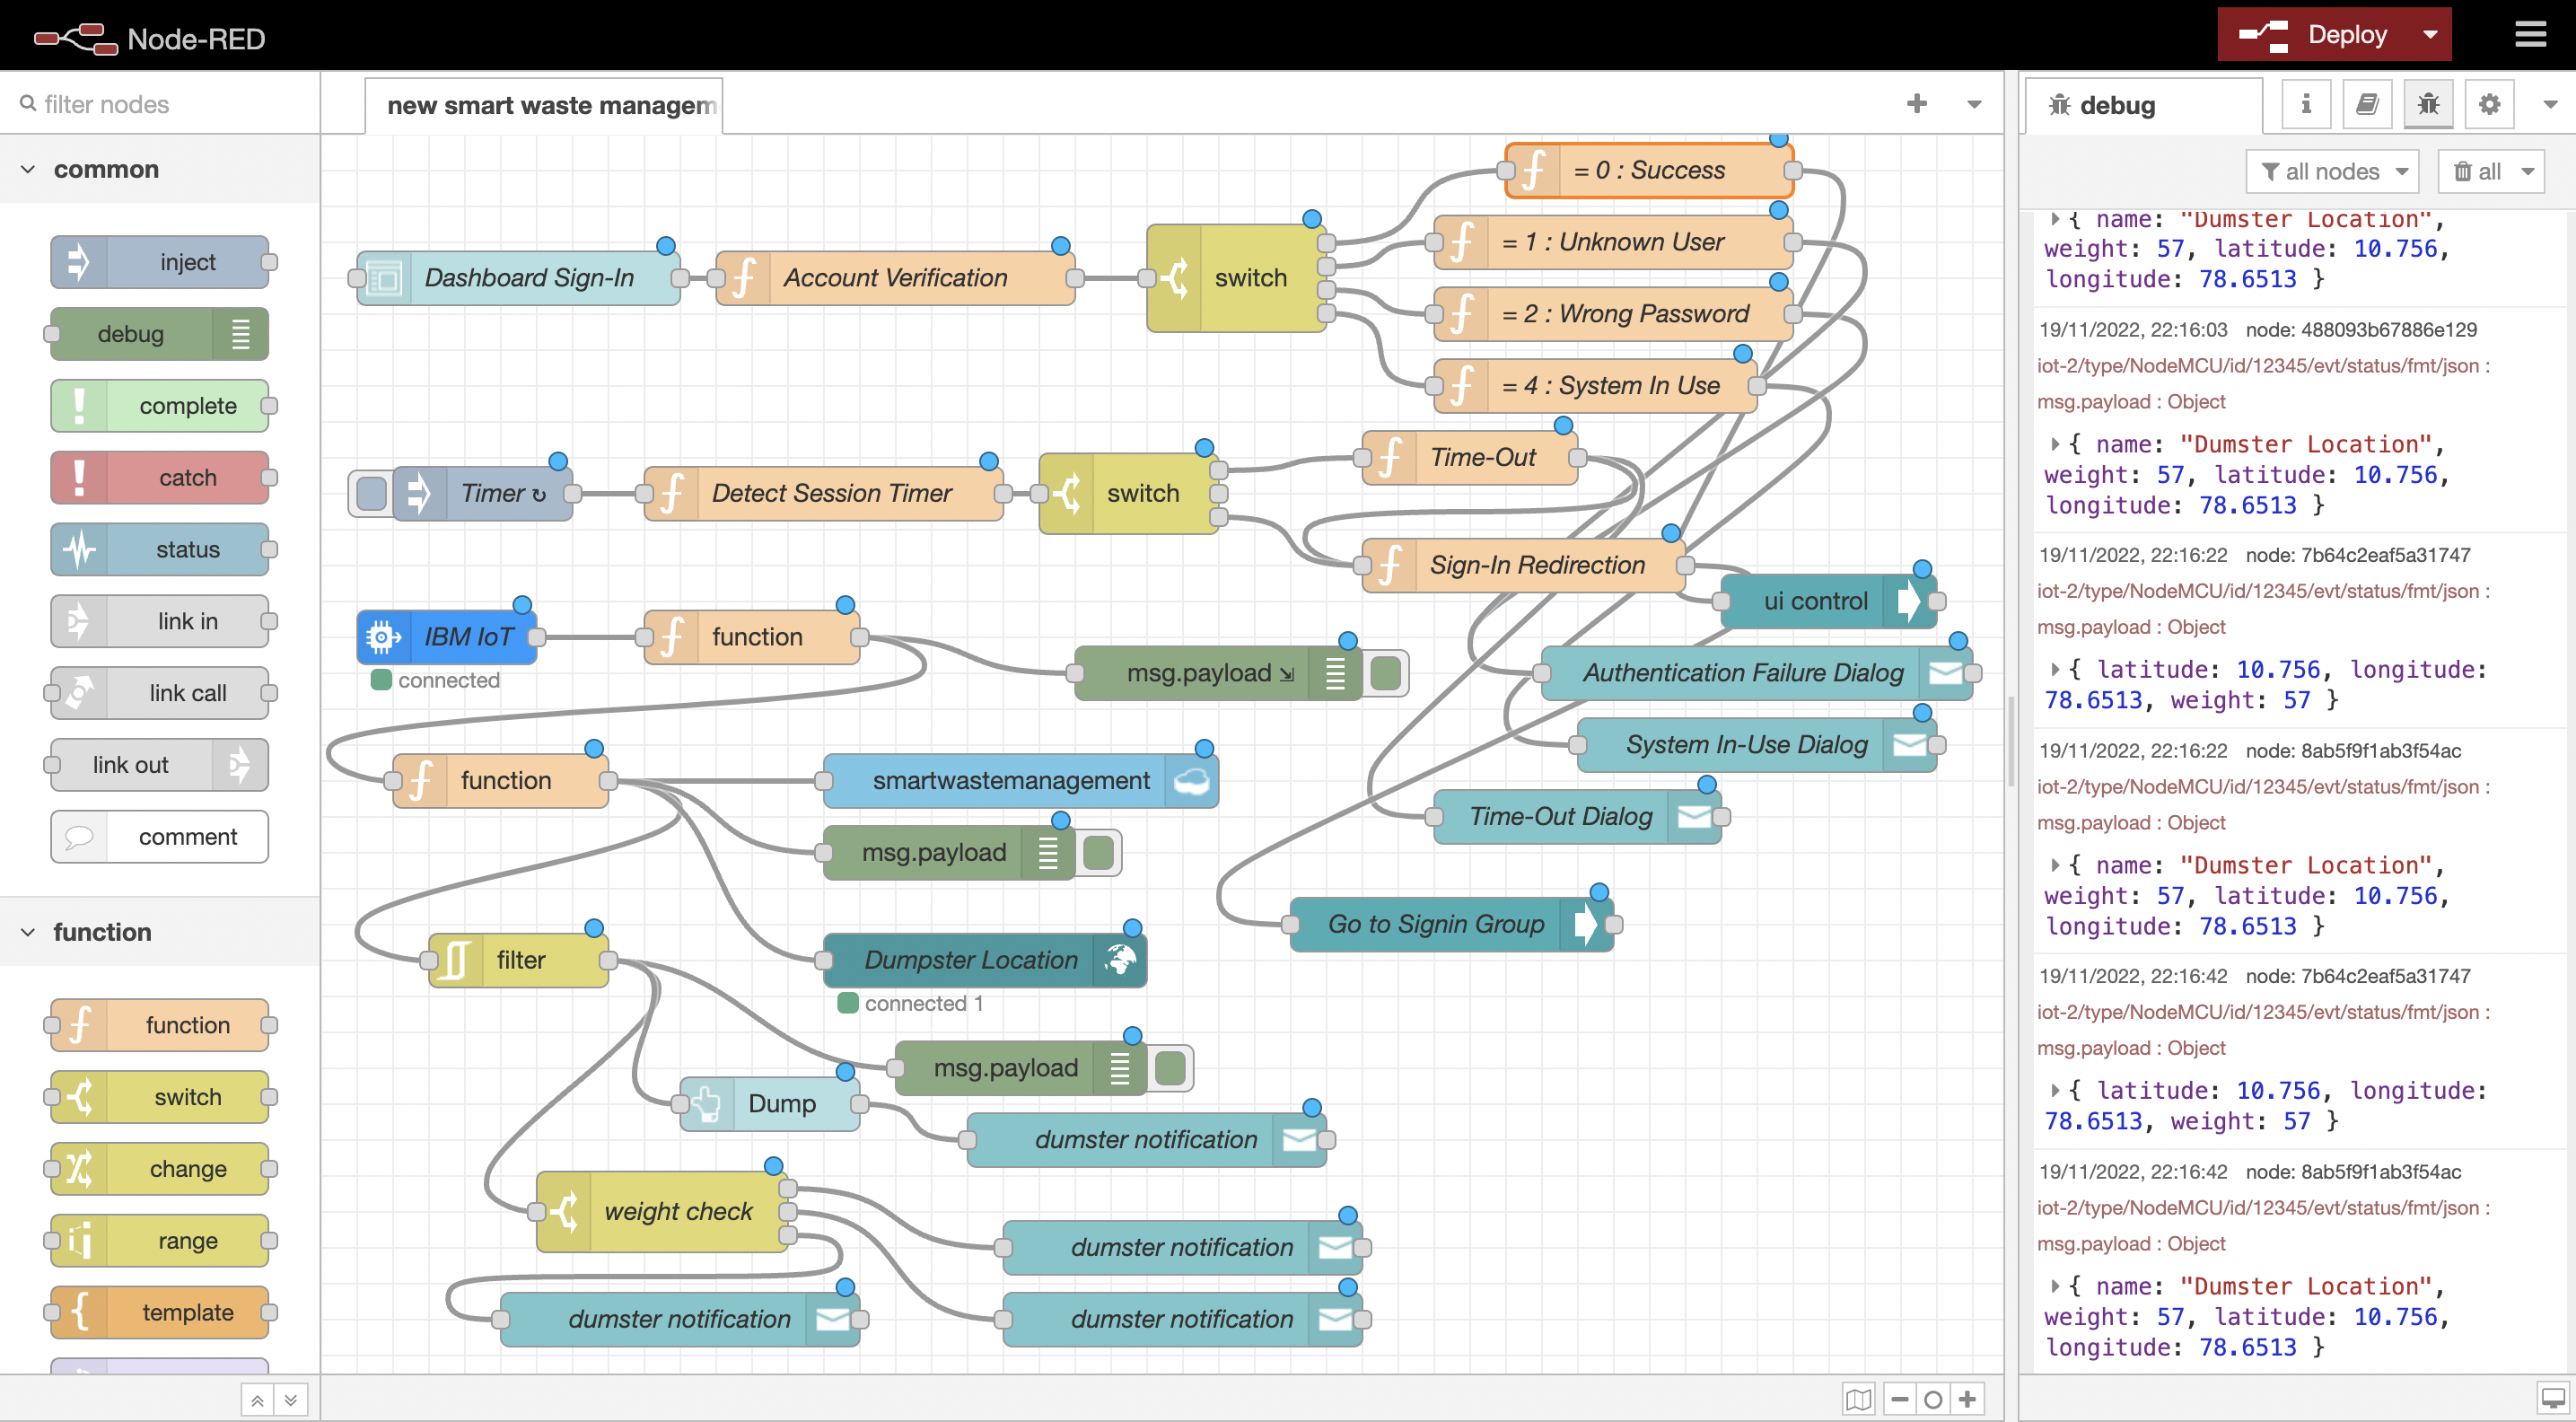 Node-RED
Deploy
filter nodes
new smart waste managem
debug
all nodes
all
common
inject
debug
complete
catch
status
link in
link call
link out
comment
function
function
switch
change
range
template
= 0 : Success
= 1 : Unknown User
= 2 : Wrong Password
= 4 : System In Use
Dashboard Sign-In
Account Verification
switch
Timer ↻
Detect Session Timer
switch
Time-Out
Sign-In Redirection
ui control
IBM IoT
connected
function
msg.payload
Authentication Failure Dialog
System In-Use Dialog
function
smartwastemanagement
Time-Out Dialog
msg.payload
Go to Signin Group
filter
Dumpster Location
connected 1
msg.payload
Dump
dumster notification
weight check
dumster notification
dumster notification
dumster notification
{ name: "Dumster Location",
weight: 57, latitude: 10.756,
longitude: 78.6513 }
19/11/2022, 22:16:03 node: 488093b67886e129
iot-2/type/NodeMCU/id/12345/evt/status/fmt/json :
msg.payload : Object
{ name: "Dumster Location",
weight: 57, latitude: 10.756,
longitude: 78.6513 }
19/11/2022, 22:16:22 node: 7b64c2eaf5a31747
iot-2/type/NodeMCU/id/12345/evt/status/fmt/json :
msg.payload : Object
{ latitude: 10.756, longitude:
78.6513, weight: 57 }
19/11/2022, 22:16:22 node: 8ab5f9f1ab3f54ac
iot-2/type/NodeMCU/id/12345/evt/status/fmt/json :
msg.payload : Object
{ name: "Dumster Location",
weight: 57, latitude: 10.756,
longitude: 78.6513 }
19/11/2022, 22:16:42 node: 7b64c2eaf5a31747
iot-2/type/NodeMCU/id/12345/evt/status/fmt/json :
msg.payload : Object
{ latitude: 10.756, longitude:
78.6513, weight: 57 }
19/11/2022, 22:16:42 node: 8ab5f9f1ab3f54ac
iot-2/type/NodeMCU/id/12345/evt/status/fmt/json :
msg.payload : Object
{ name: "Dumster Location",
weight: 57, latitude: 10.756,
longitude: 78.6513 }